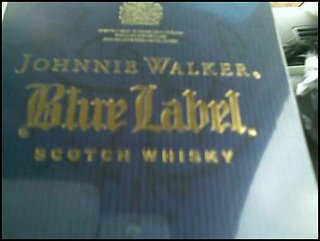 JOHNNIE WALKER.
Blue Label.
SCOTCH WHISKY